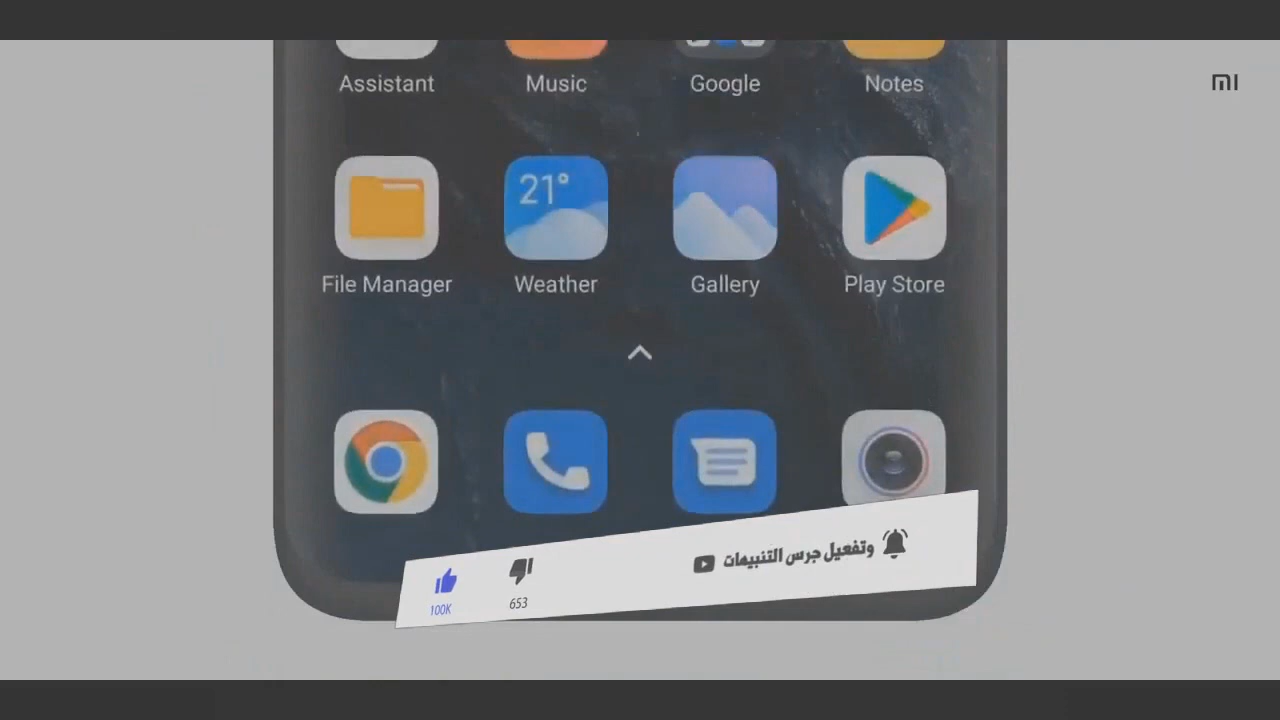 Assistant Music Google Notes
MI
21°
File Manager Weather Gallery Play Store
وتفعيل جرس التنبيهات
100K 653